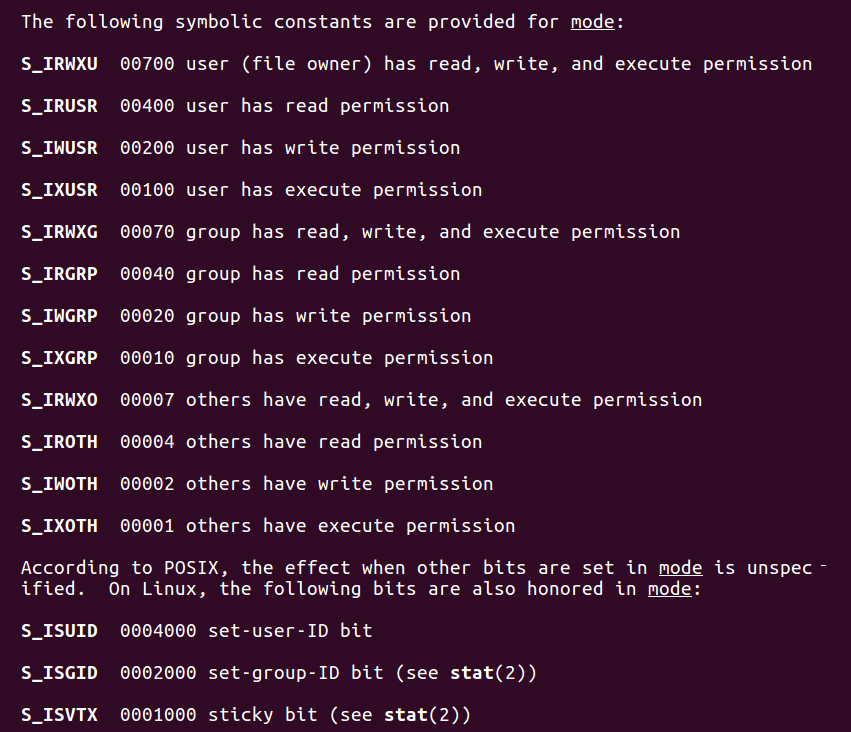 The following symbolic constants are provided for mode:
S_IRWXU 00700 user (file owner) has read, write, and execute permission
S_IRUSR 00400 user has read permission
S_IWUSR 00200 user has write permission
S_IXUSR 00100 user has execute permission
S_IRWXG 00070 group has read, write, and execute permission
S_IRGRP 00040 group has read permission
S_IWGRP 00020 group has write permission
S_IXGRP 00010 group has execute permission
S_IRWXO 00007 others have read, write, and execute permission
S_IROTH 00004 others have read permission
S_IWOTH 00002 others have write permission
S_IXOTH 00001 others have execute permission
According to POSIX, the effect when other bits are set in mode is unspec‐
ified. On Linux, the following bits are also honored in mode:
S_ISUID 0004000 set-user-ID bit
S_ISGID 0002000 set-group-ID bit (see stat(2))
S_ISVTX 0001000 sticky bit (see stat(2))